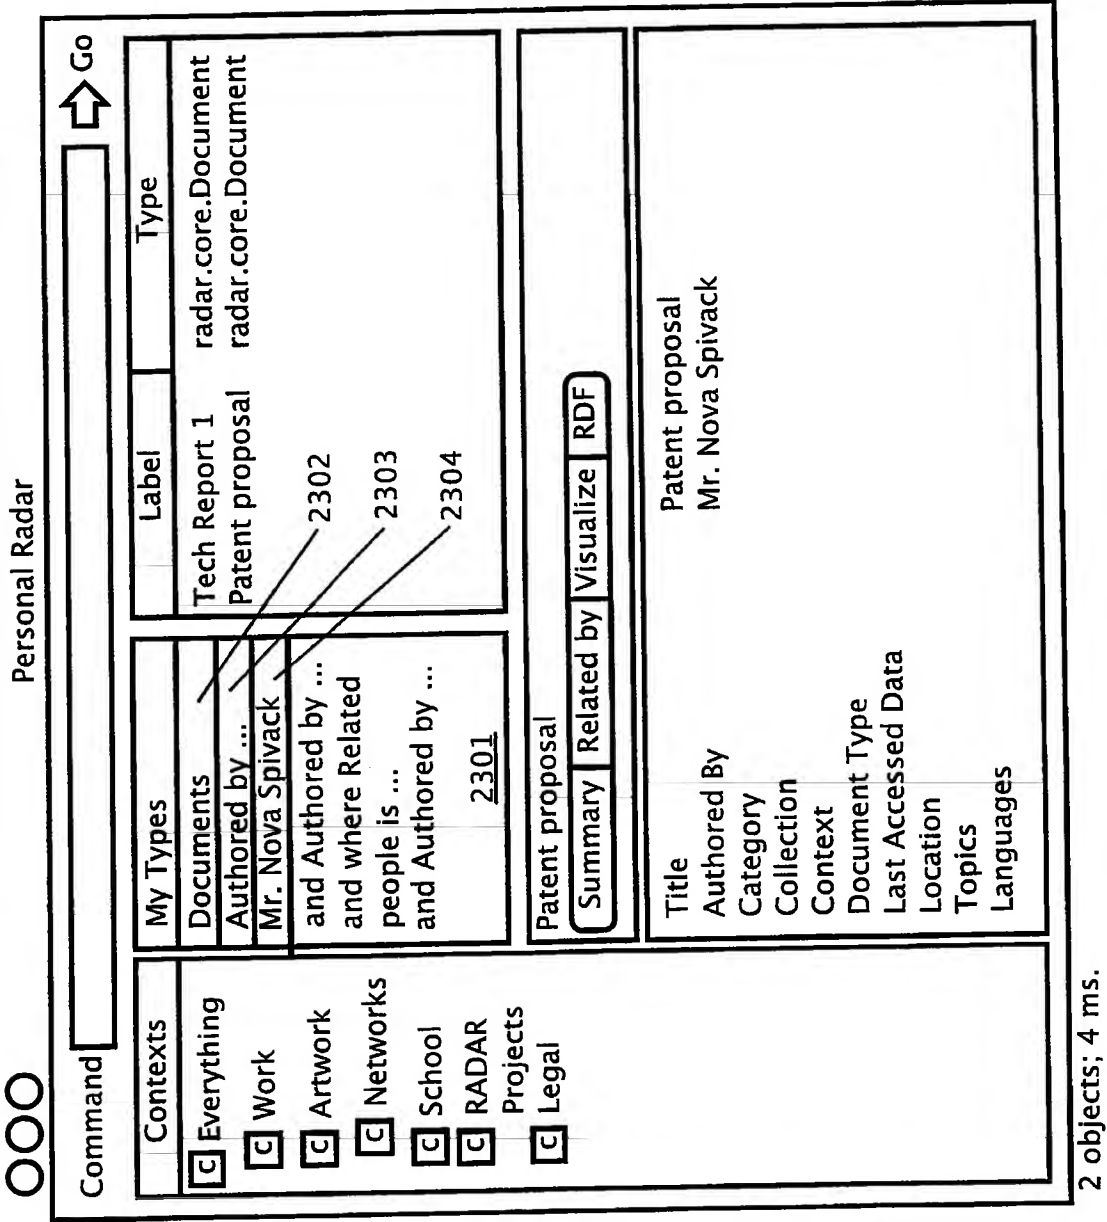 Personal Radar
Command
Go
Contexts
C Everything
C Work
C Artwork
C Networks
C School
C RADAR
Projects
C Legal
My Types
Documents
Authored by ...
Mr. Nova Spivack
and Authored by ...
and where Related
people is ...
and Authored by ...
2301
Label Type
Tech Report 1 radar.core.Document
Patent proposal radar.core.Document
2302
2303
2304
Patent proposal
Summary Related by Visualize RDF
Title Patent proposal
Authored By Mr. Nova Spivack
Category
Collection
Context
Document Type
Last Accessed Data
Location
Topics
Languages
2 objects; 4 ms.